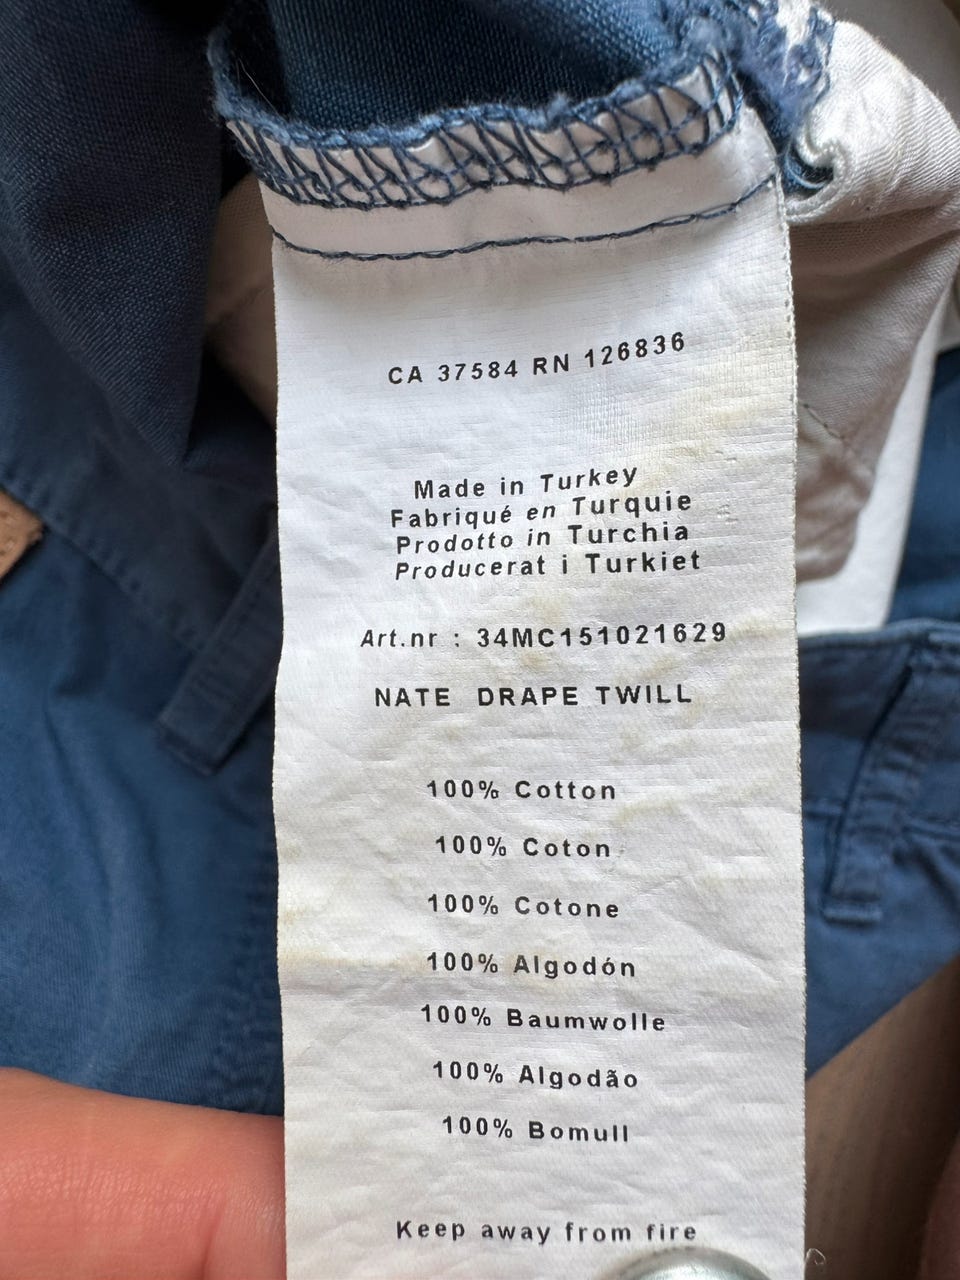 CA 37584 RN 126836
Made in Turkey
Fabriqué en Turquie
Prodotto in Turchia
Producerat i Turkiet
Art.nr : 34MC151021629
NATE DRAPE TWILL
100% Cotton
100% Coton
100% Cotone
100% Algodón
100% Baumwolle
100% Algodão
100% Bomull
Keep away from fire